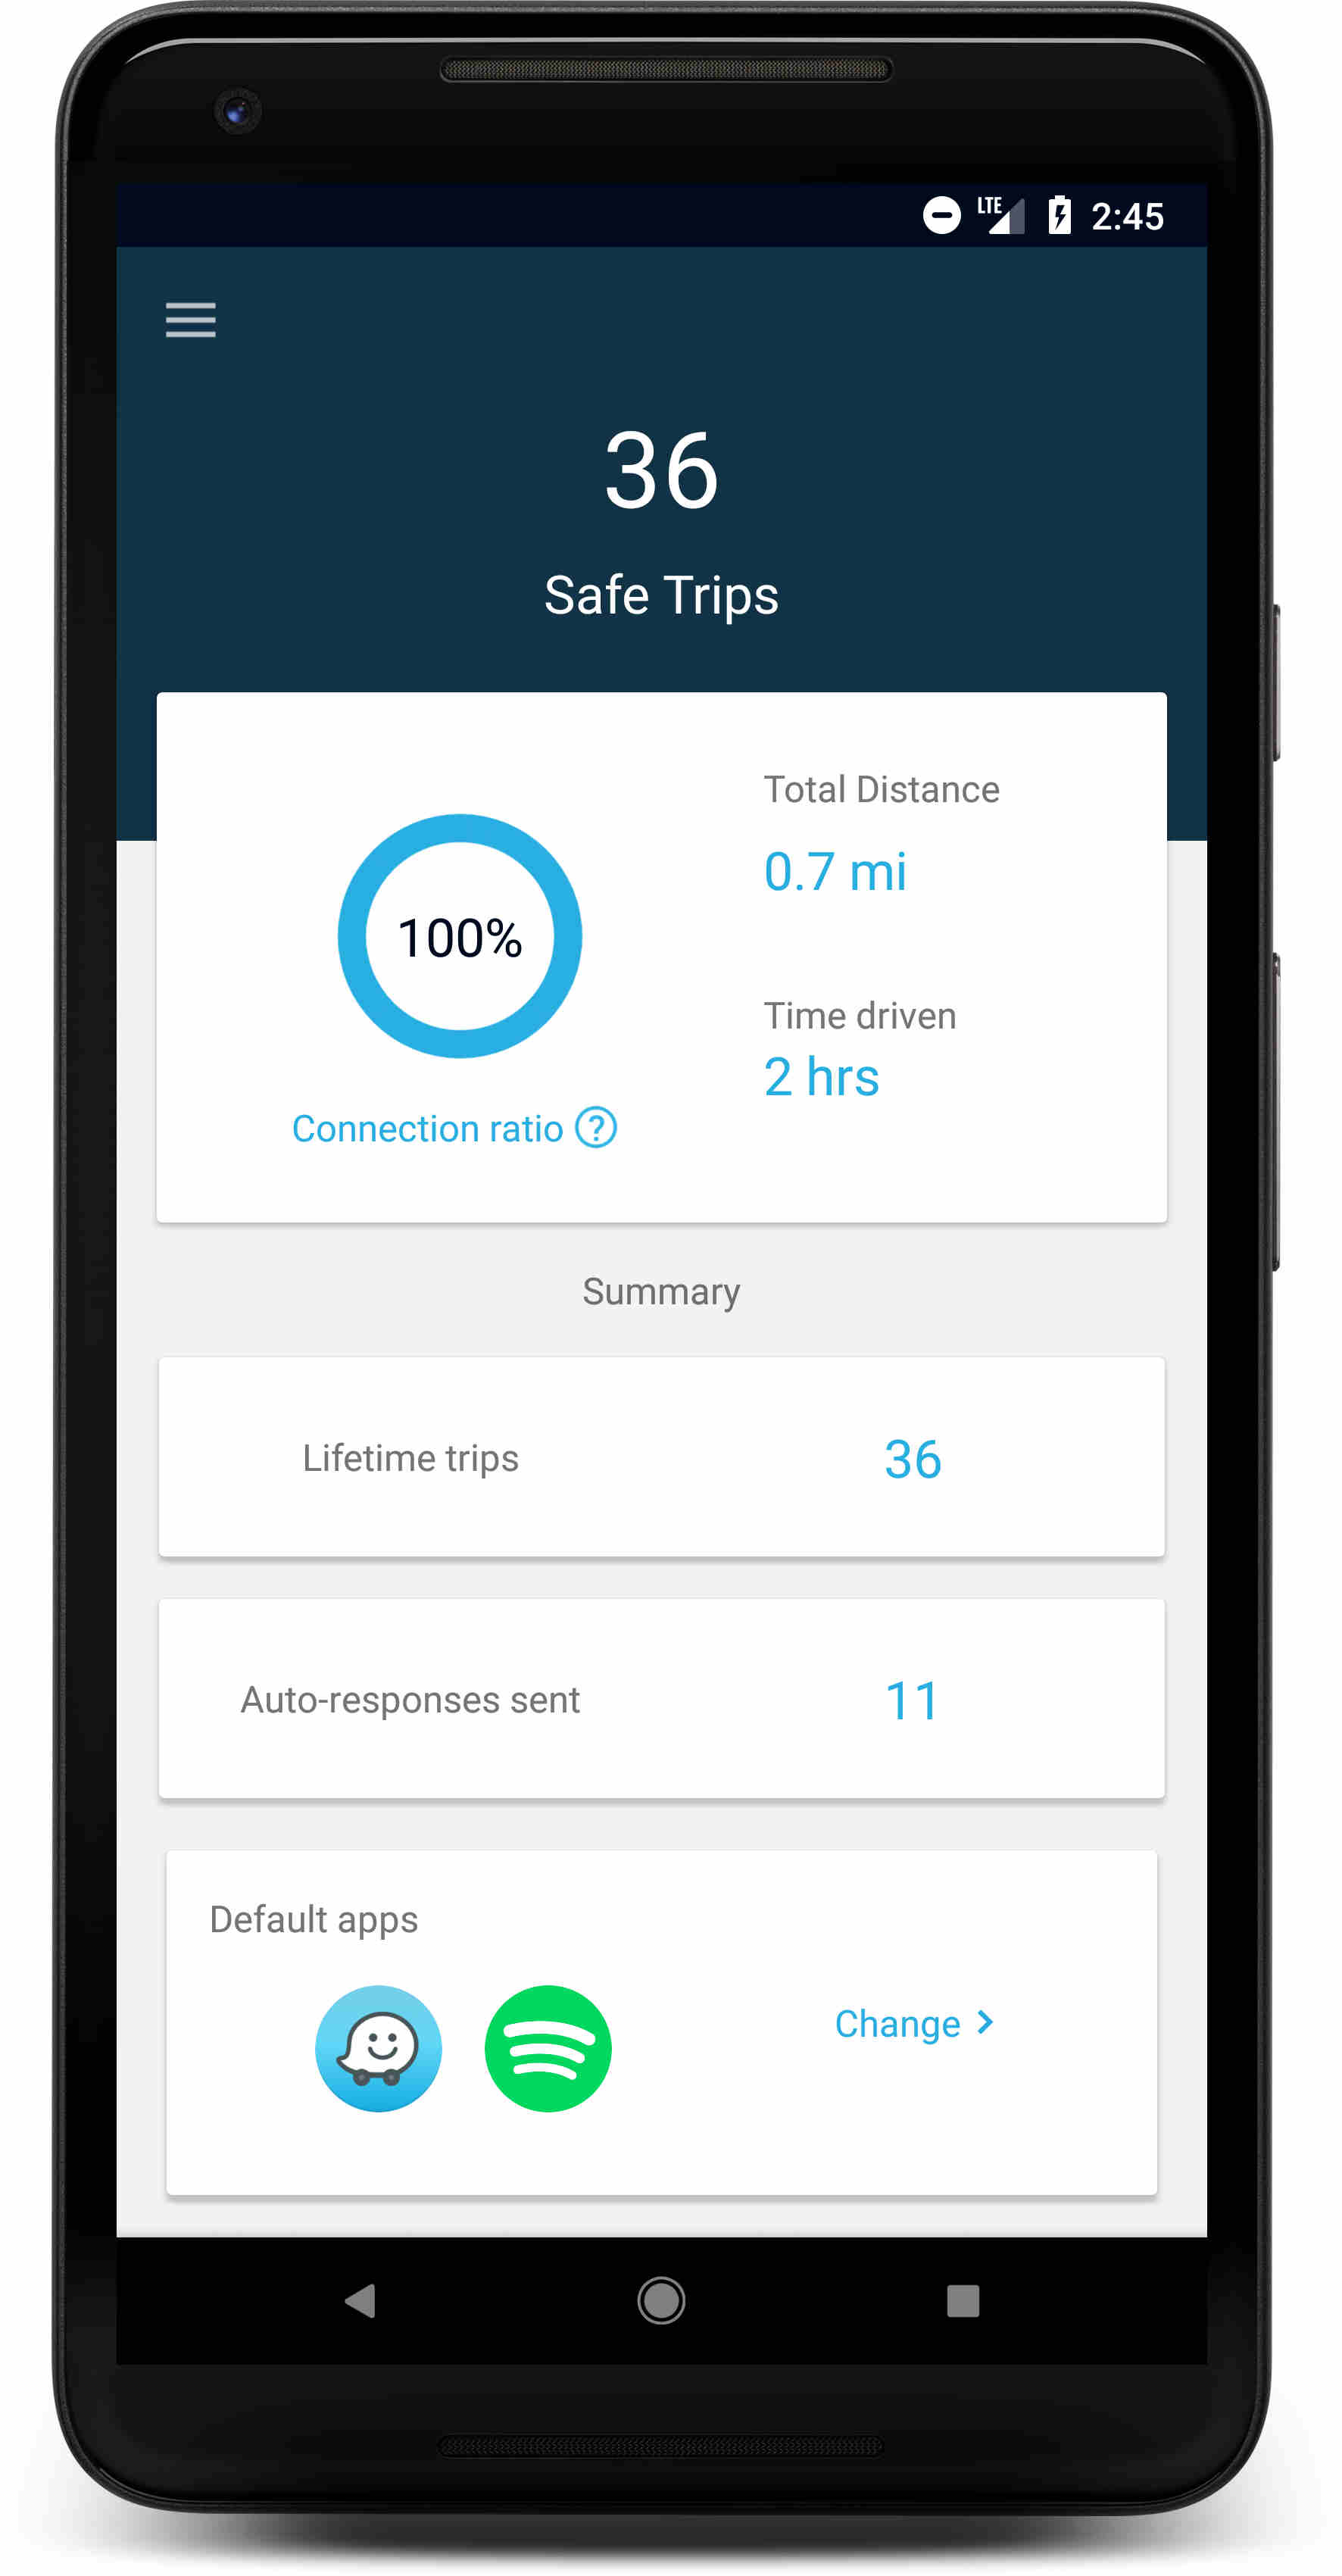 LTE 2:45
36
Safe Trips
Total Distance
0.7 mi
100%
Time driven
2 hrs
Connection ratio ?
Summary
Lifetime trips 36
Auto-responses sent 11
Default apps
Change >